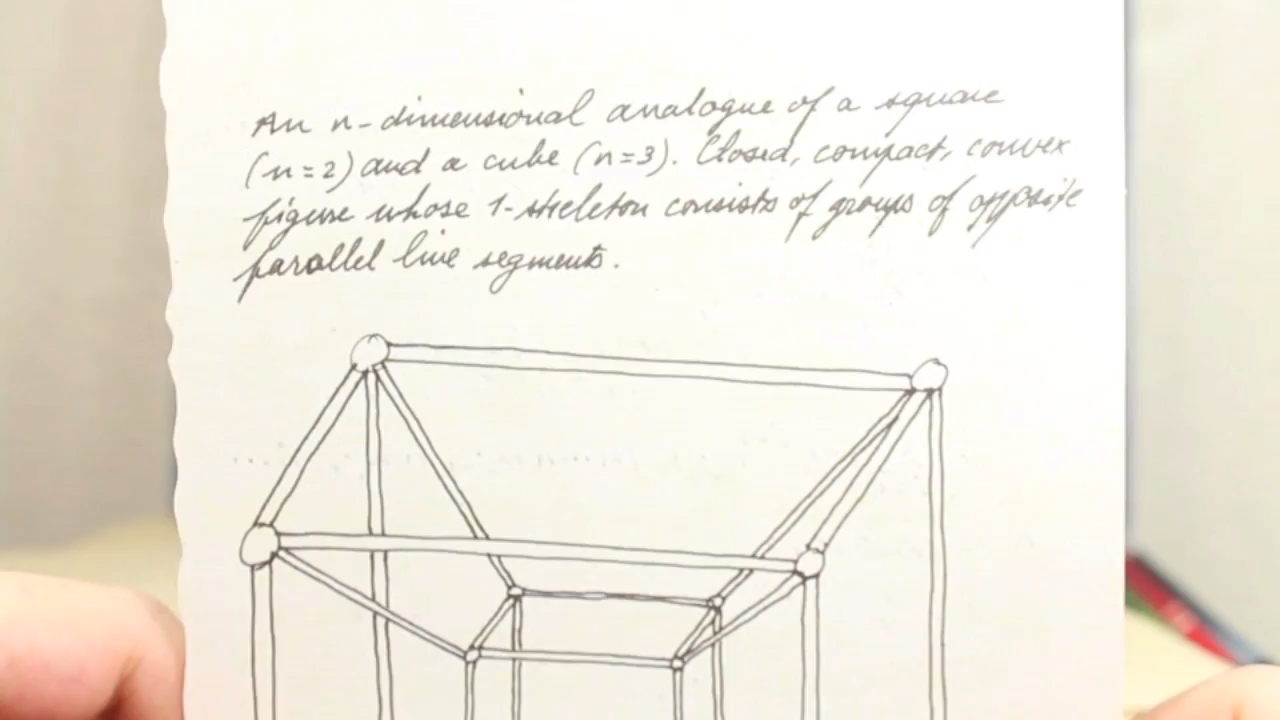 An n-dimensional analogue of a square
(n=2) and a cube (n=3). Closed, compact, convex
figure whose 1-skeleton consists of groups of opposite
parallel line segments.